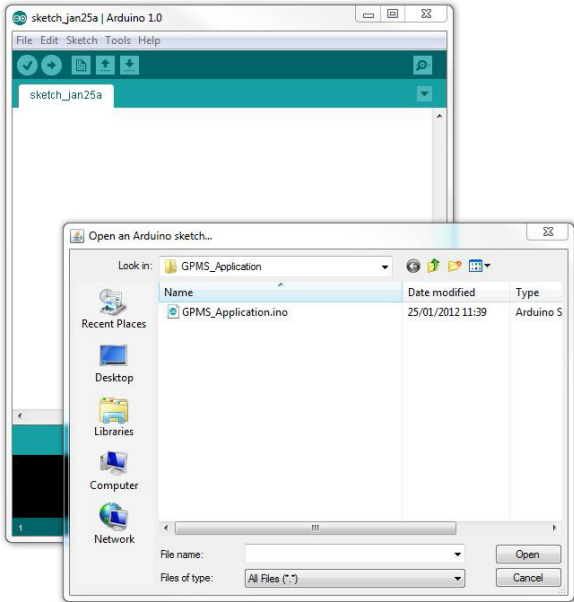 sketch_jan25a | Arduino 1.0
File Edit Sketch Tools Help
sketch_jan25a
Open an Arduino sketch...
Look in: GPMS_Application
Name Date modified Type
GPMS_Application.ino 25/01/2012 11:39 Arduino S
Recent Places
Desktop
Libraries
Computer
Network
1
File name: Open
Files of type: All Files (*.*) Cancel